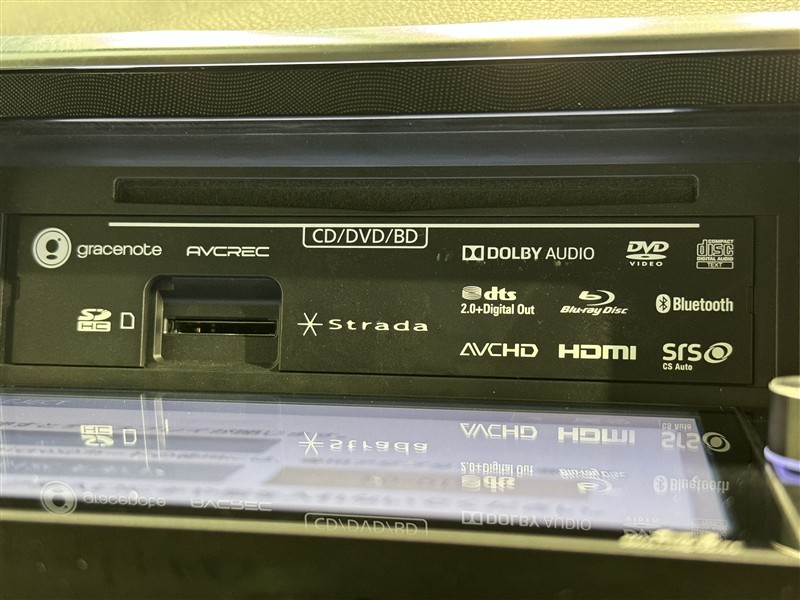 CD/DVD/BD
gracenote
AVCREC
DOLBY AUDIO
DVD
VIDEO
COMPACT
disc
DIGITAL AUDIO
TEXT
SD
HC
Strada
dts
2.0+Digital Out
Blu-ray Disc
Bluetooth
AVCHD
HDMI
SRS
CS Auto